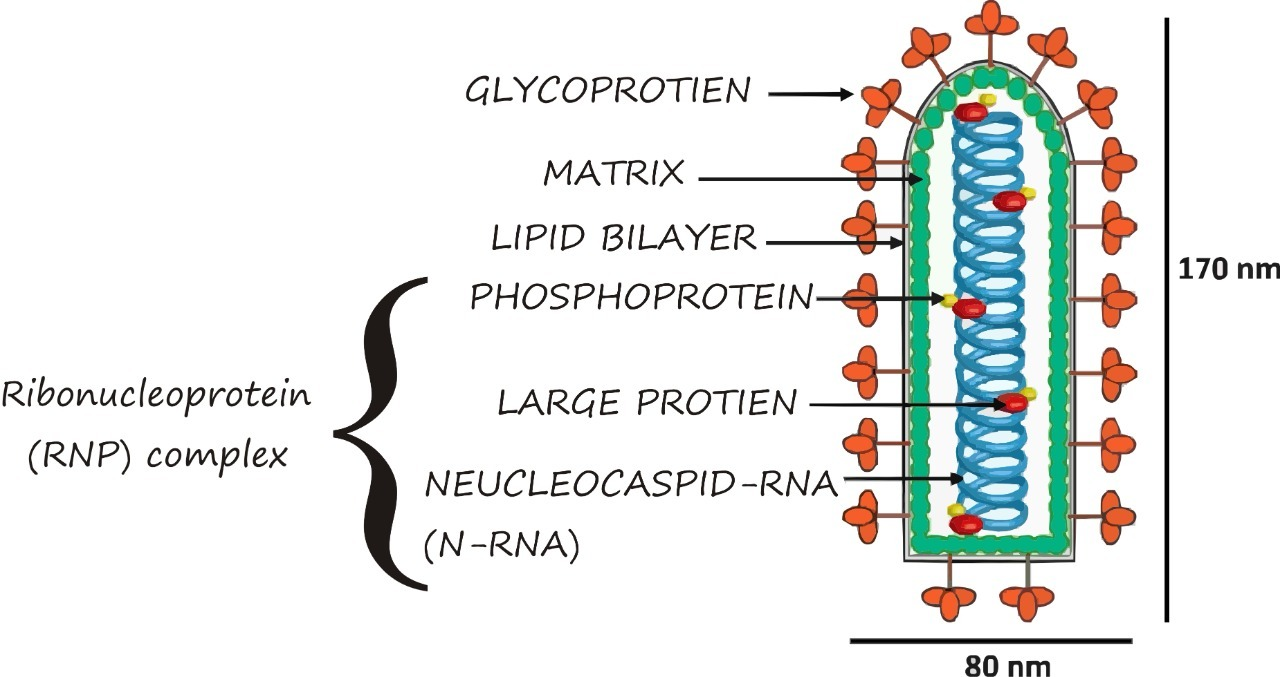 GLYCOPROTIEN
MATRIX
LIPID BILAYER
PHOSPHOPROTEIN
LARGE PROTIEN
NEUCLEOCASPID-RNA
(N-RNA)
Ribonucleoprotein
(RNP) complex
170 nm
80 nm